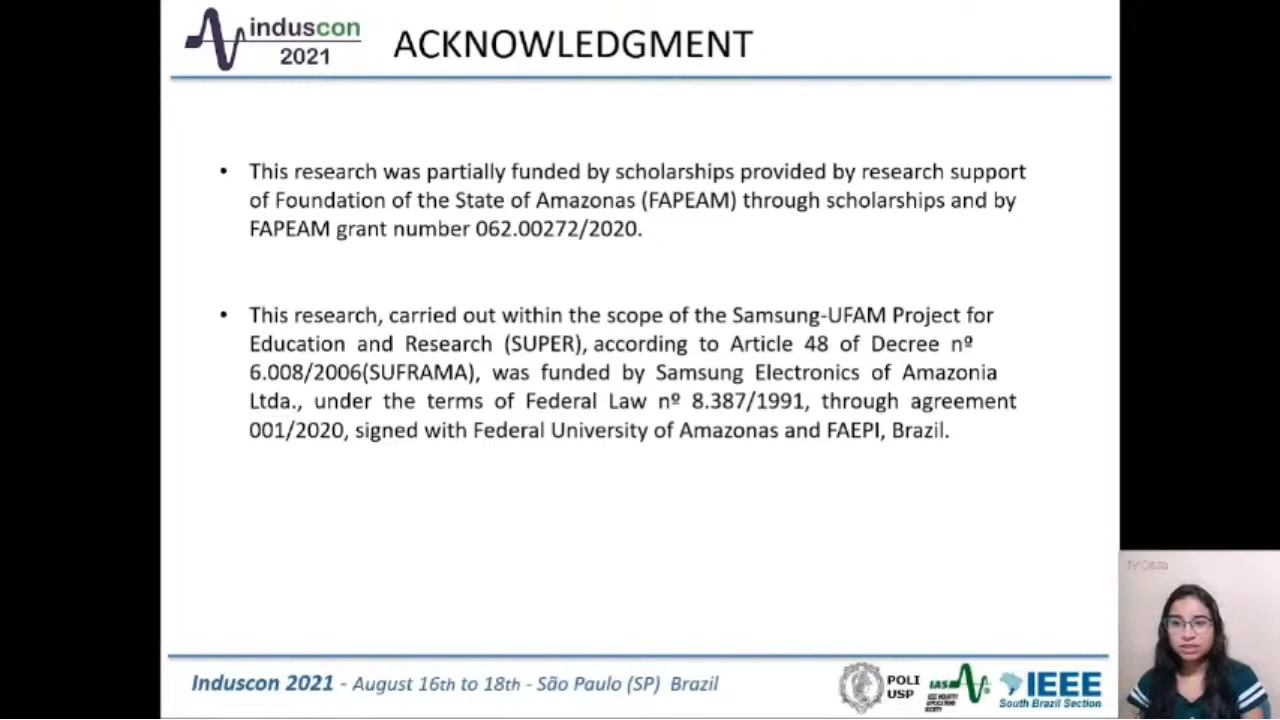 induscon
2021
ACKNOWLEDGMENT
• This research was partially funded by scholarships provided by research support
of Foundation of the State of Amazonas (FAPEAM) through scholarships and by
FAPEAM grant number 062.00272/2020.
• This research, carried out within the scope of the Samsung-UFAM Project for
Education and Research (SUPER), according to Article 48 of Decree nº
6.008/2006(SUFRAMA), was funded by Samsung Electronics of Amazonia
Ltda., under the terms of Federal Law nº 8.387/1991, through agreement
001/2020, signed with Federal University of Amazonas and FAEPI, Brazil.
Induscon 2021 - August 16th to 18th - São Paulo (SP) Brazil
POLI
USP
IAS
IEEE INDUSTRY
APPLICATIONS
SOCIETY
IEEE
South Brazil Section